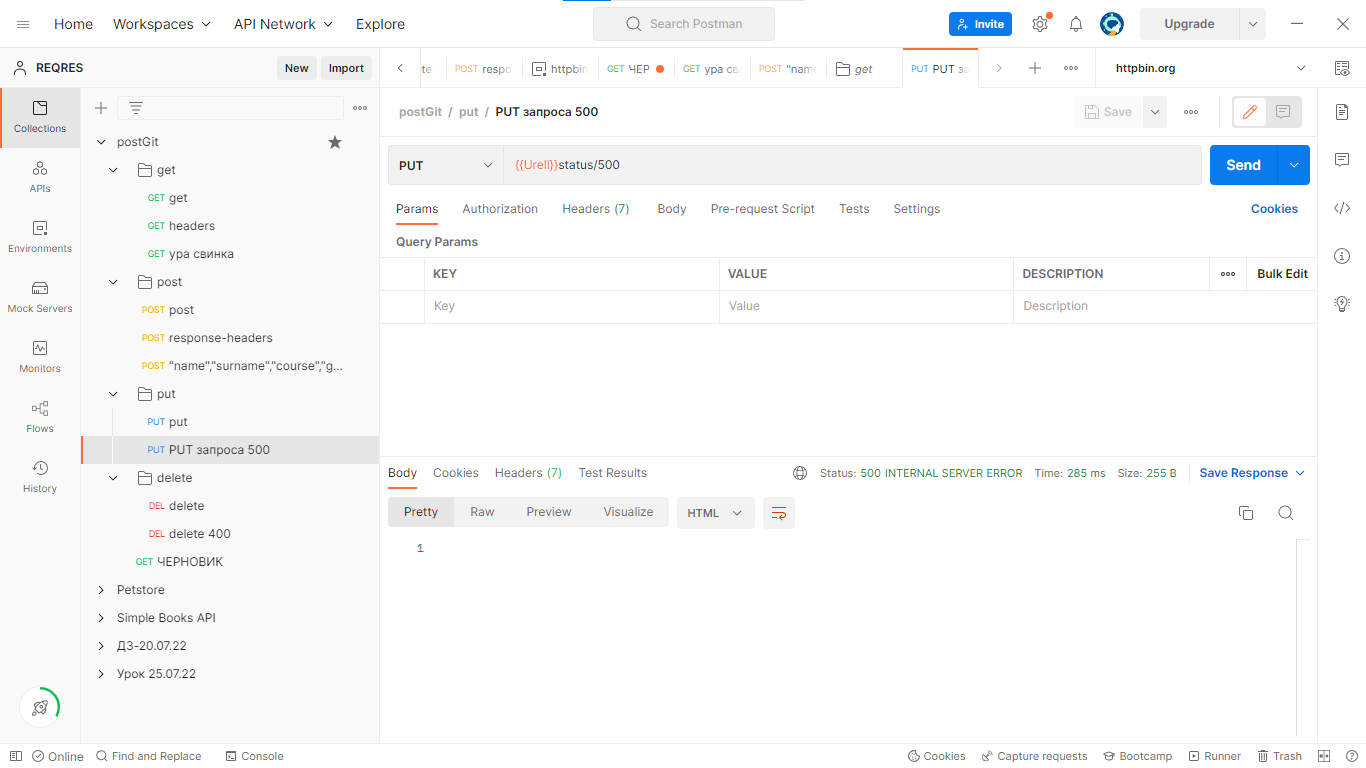 Home Workspaces API Network Explore Search Postman Invite Upgrade
REQRES New Import
te POST respo httpbin GET ЧЕР GET ура св POST "name get PUT PUT за httpbin.org
Collections
APIs
Environments
Mock Servers
Monitors
Flows
History
postGit
get
GET get
GET headers
GET ура свинка
post
POST post
POST response-headers
POST "name","surname","course","g...
put
PUT put
PUT PUT запроса 500
delete
DEL delete
DEL delete 400
GET ЧЕРНОВИК
Petstore
Simple Books API
ДЗ-20.07.22
Урок 25.07.22
postGit / put / PUT запроса 500 Save
PUT {{Urell}}status/500 Send
Params Authorization Headers (7) Body Pre-request Script Tests Settings Cookies
Query Params
KEY VALUE DESCRIPTION Bulk Edit
Key Value Description
Body Cookies Headers (7) Test Results Status: 500 INTERNAL SERVER ERROR Time: 285 ms Size: 255 B Save Response
Pretty Raw Preview Visualize HTML
1
Online Find and Replace Console Cookies Capture requests Bootcamp Runner Trash